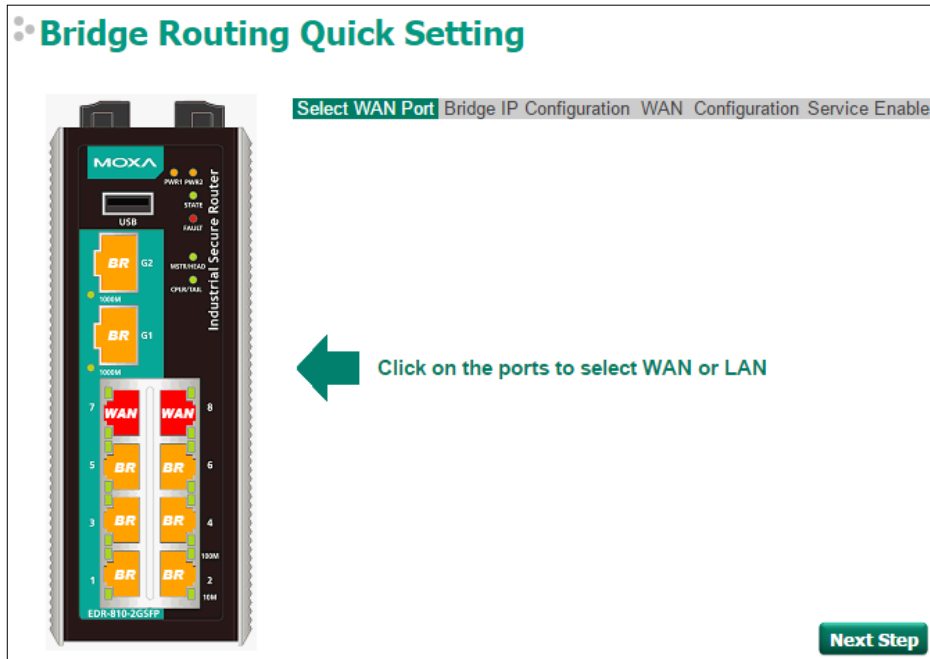 Bridge Routing Quick Setting
Select WAN Port Bridge IP Configuration WAN Configuration Service Enable
MOXA
PWR1 PWR2
STATE
FAULT
USB
Industrial Secure Router
BR G2
MSTR/HEAD
CPLR/TAIL
1000M
BR G1
1000M
Click on the ports to select WAN or LAN
7 WAN WAN 8
5 BR BR 6
3 BR BR 4
100M
1 BR BR 2
10M
EDR-810-2GSFP
Next Step